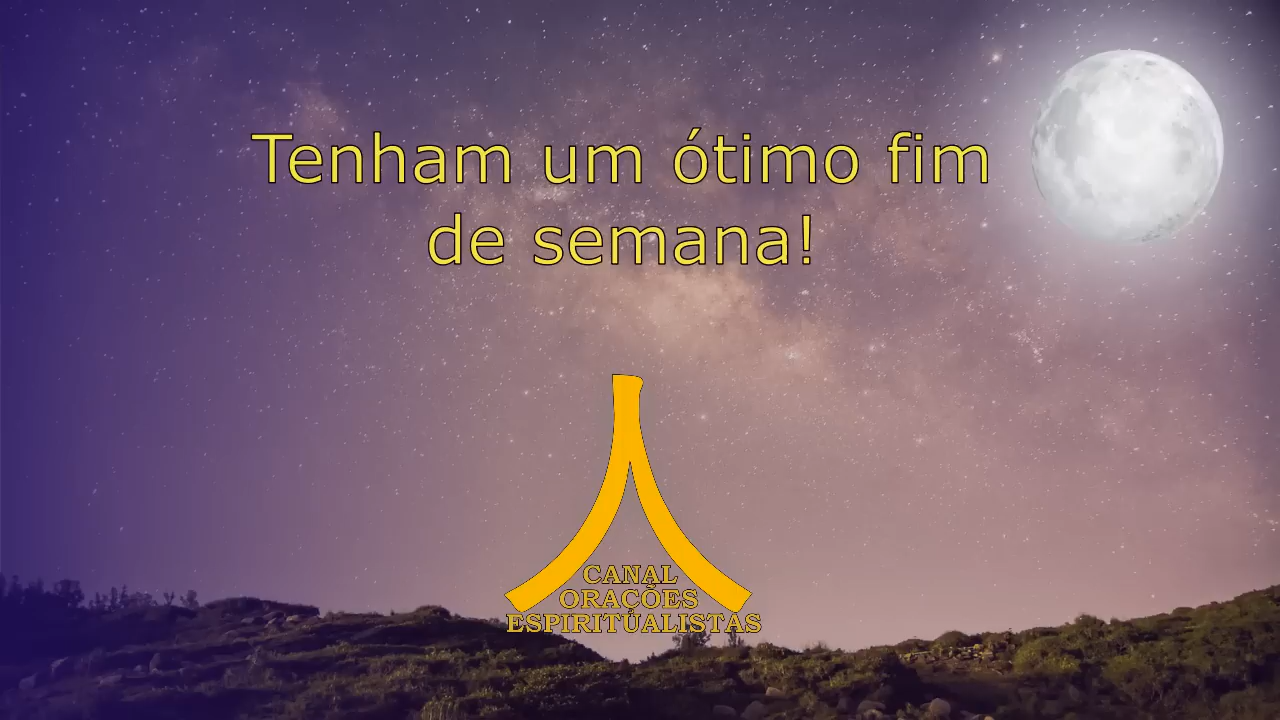 Tenham um ótimo fim
de semana!
CANAL
ORAÇÕES
ESPIRITUALISTAS